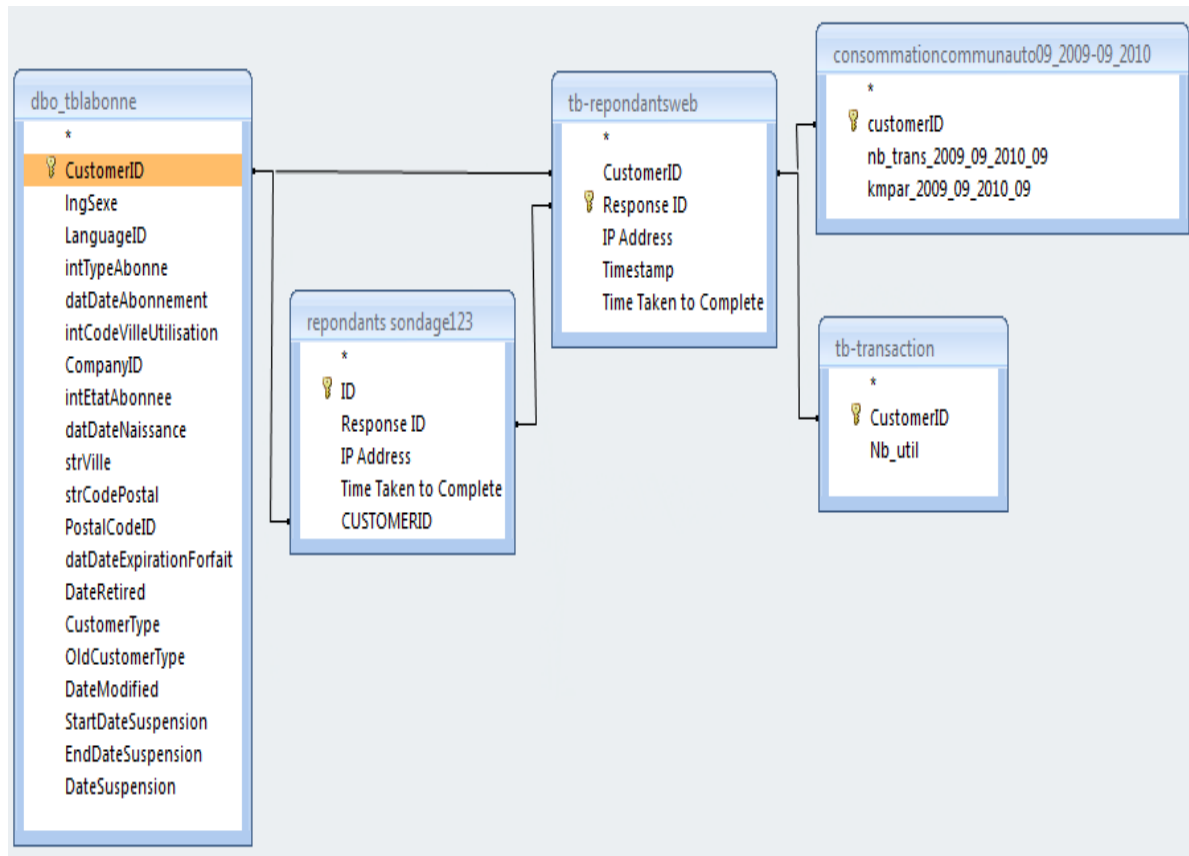 dbo_tblabonne
*
CustomerID
lngSexe
LanguageID
intTypeAbonne
datDateAbonnement
intCodeVilleUtilisation
CompanyID
intEtatAbonnee
datDateNaissance
strVille
strCodePostal
PostalCodeID
datDateExpirationForfait
DateRetired
CustomerType
OldCustomerType
DateModified
StartDateSuspension
EndDateSuspension
DateSuspension
repondants sondage123
*
ID
Response ID
IP Address
Time Taken to Complete
CUSTOMERID
tb-repondantsweb
*
CustomerID
Response ID
IP Address
Timestamp
Time Taken to Complete
consommationcommunauto09_2009-09_2010
*
customerID
nb_trans_2009_09_2010_09
kmpar_2009_09_2010_09
tb-transaction
*
CustomerID
Nb_util